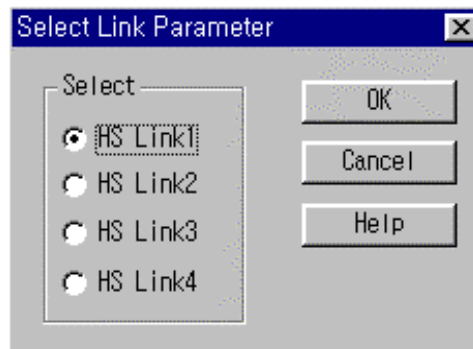 Select Link Parameter
Select
HS Link1
HS Link2
HS Link3
HS Link4
OK
Cancel
Help